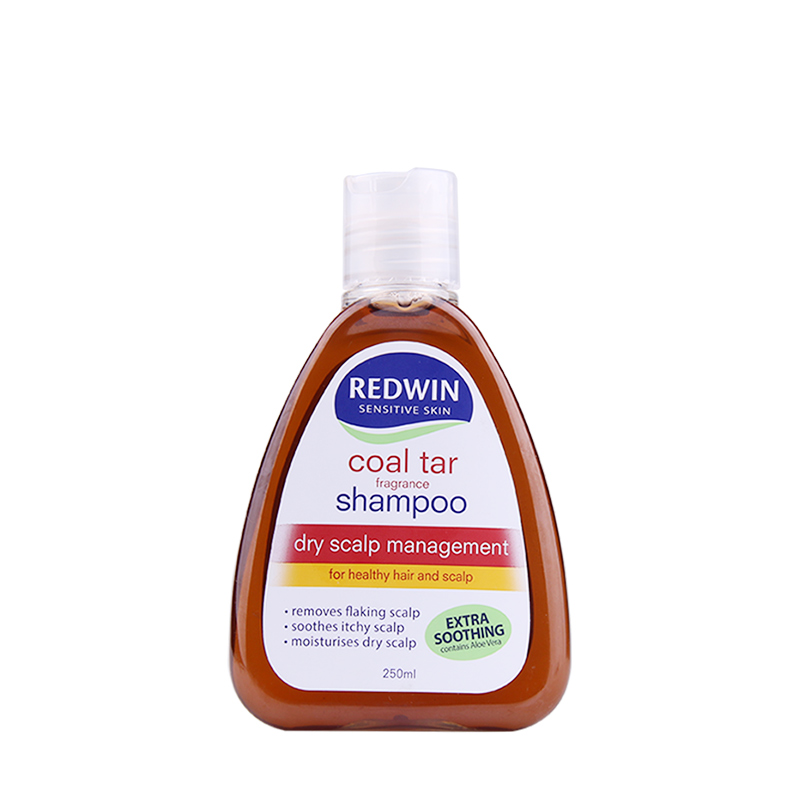 REDWIN
SENSITIVE SKIN
coal tar
fragrance
shampoo
dry scalp management
for healthy hair and scalp
• removes flaking scalp
• soothes itchy scalp
• moisturises dry scalp
EXTRA
SOOTHING
contains Aloe Vera
250ml